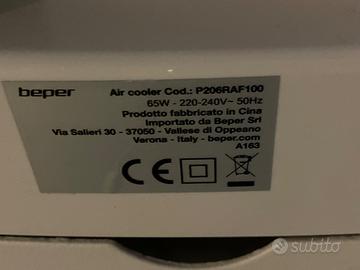 beper
Air cooler Cod.: P206RAF100
65W - 220-240V~ 50Hz
Prodotto fabbricato in Cina
Importato da Beper Srl
Via Salieri 30 - 37050 - Vallese di Oppeano
Verona - Italy - beper.com
A163
CE
subito